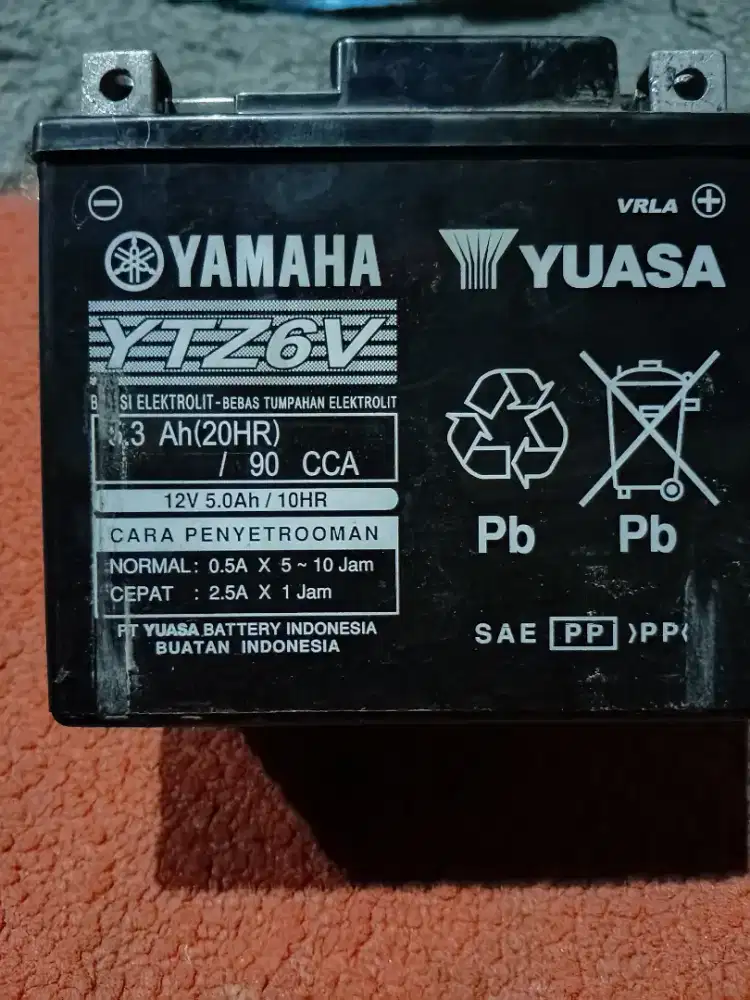 VRLA
YAMAHA
YUASA
YTZ6V
ELEKTROLIT-BEBAS TUMPAHAN ELEKTROLIT
Ah(20HR)
/ 90 CCA
12V 5.0Ah / 10HR
CARA PENYETROOMAN
NORMAL : 0.5A X 5 ~ 10 Jam
CEPAT : 2.5A X 1 Jam
PT YUASA BATTERY INDONESIA
BUATAN INDONESIA
Pb
Pb
SAE PP >PP<